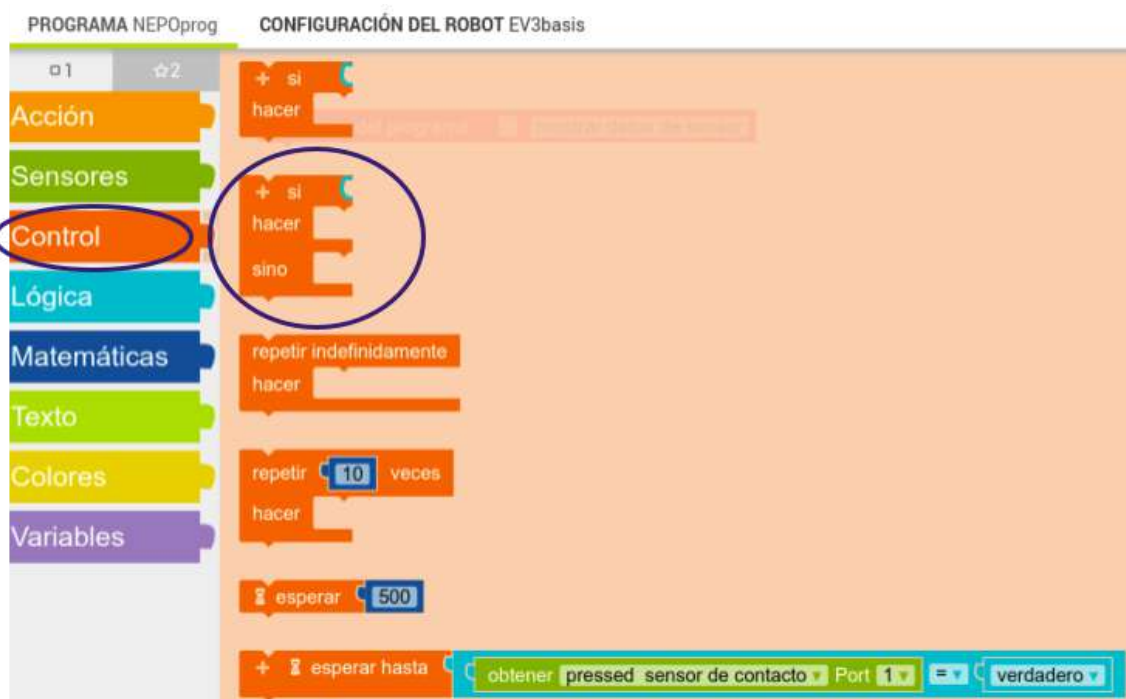 PROGRAMA NEPOprog CONFIGURACIÓN DEL ROBOT EV3basis
1 2
Acción
Sensores
Control
Lógica
Matemáticas
Texto
Colores
Variables
+ si
hacer
+ si
hacer
sino
repetir indefinidamente
hacer
repetir 10 veces
hacer
esperar 500
+ esperar hasta obtener pressed sensor de contacto Port 1 = verdadero